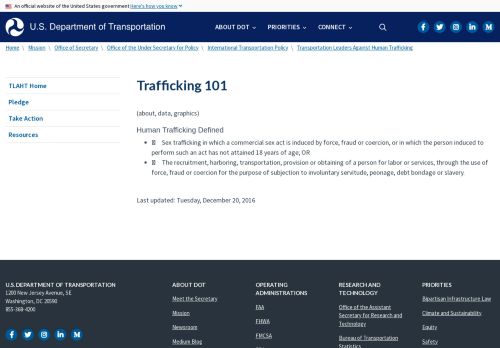 An official website of the United States government Here's how you know
U.S. Department of Transportation
ABOUT DOT
PRIORITIES
CONNECT
Home \ Mission \ Office of Secretary \ Office of the Under Secretary for Policy \ International Transportation Policy \ Transportation Leaders Against Human Trafficking
TLAHT Home
Pledge
Take Action
Resources
Trafficking 101
(about, data, graphics)
Human Trafficking Defined
Sex trafficking in which a commercial sex act is induced by force, fraud or coercion, or in which the person induced to
perform such an act has not attained 18 years of age; OR
The recruitment, harboring, transportation, provision or obtaining of a person for labor or services, through the use of
force, fraud or coercion for the purpose of subjection to involuntary servitude, peonage, debt bondage or slavery.
Last updated: Tuesday, December 20, 2016
U.S. DEPARTMENT OF TRANSPORTATION
1200 New Jersey Avenue, SE
Washington, DC 20590
855-368-4200
ABOUT DOT
Meet the Secretary
Mission
Newsroom
Medium Blog
OPERATING
ADMINISTRATIONS
FAA
FHWA
FMCSA
RESEARCH AND
TECHNOLOGY
Office of the Assistant
Secretary for Research and
Technology
Bureau of Transportation
Statistics
PRIORITIES
Bipartisan Infrastructure Law
Climate and Sustainability
Equity
Safety